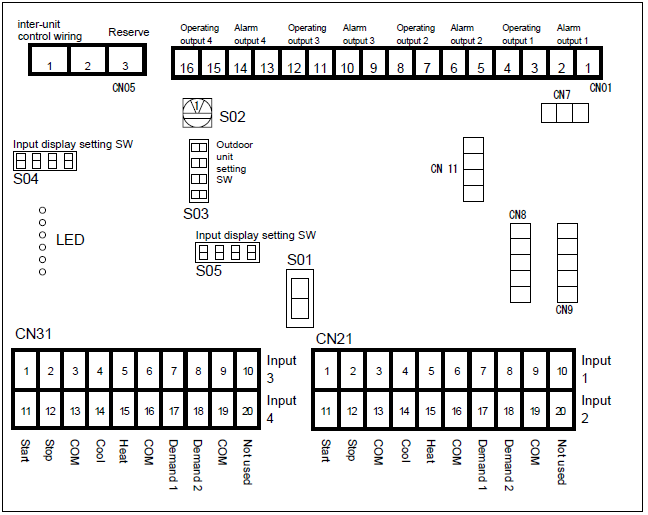 inter-unit
control wiring
Reserve
1 2 3
CN05
Operating output 4
Alarm output 4
Operating output 3
Alarm output 3
Operating output 2
Alarm output 2
Operating output 1
Alarm output 1
16 15 14 13 12 11 10 9 8 7 6 5 4 3 2 1
CN01
CN7
1
S02
Input display setting SW
S04
Outdoor
unit
setting
SW
S03
CN 11
LED
Input display setting SW
S05
S01
CN8
CN9
CN31
1 2 3 4 5 6 7 8 9 10
Input
3
11 12 13 14 15 16 17 18 19 20
Input
4
Start
Stop
COM
Cool
Heat
COM
Demand 1
Demand 2
COM
Not used
CN21
1 2 3 4 5 6 7 8 9 10
Input
1
11 12 13 14 15 16 17 18 19 20
Input
2
Start
Stop
COM
Cool
Heat
COM
Demand 1
Demand 2
COM
Not used